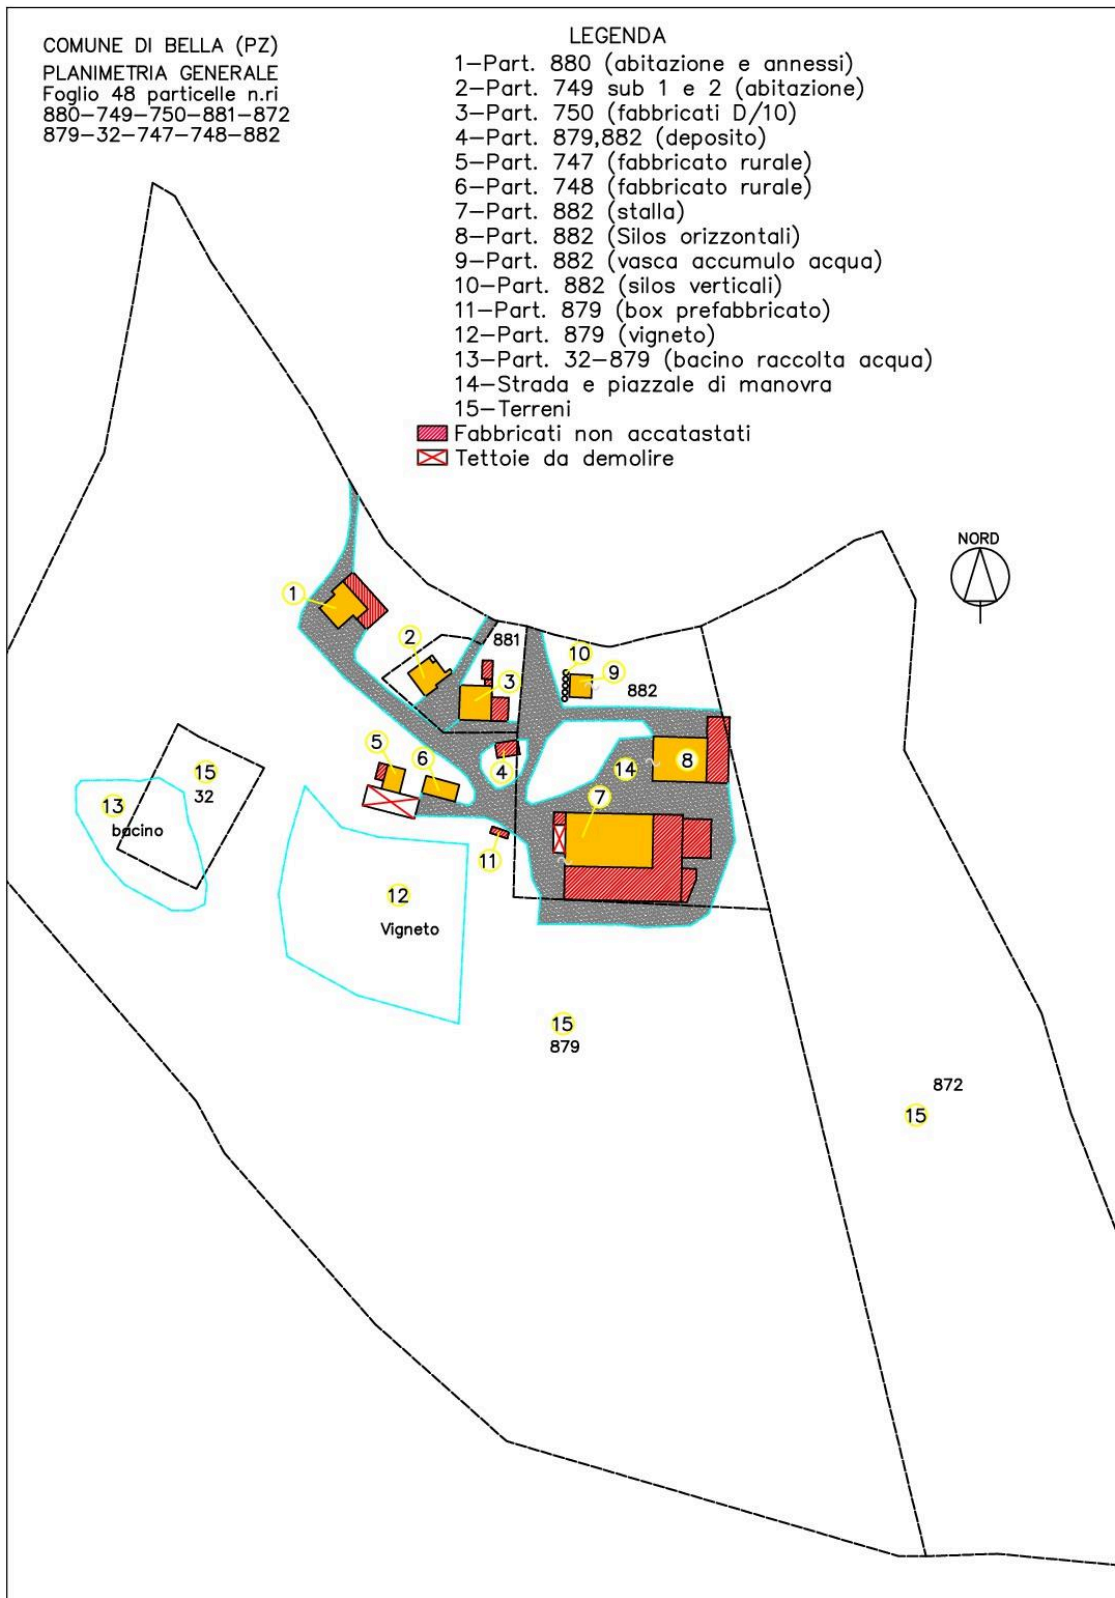 COMUNE DI BELLA (PZ)
PLANIMETRIA GENERALE
Foglio 48 particelle n.ri
880-749-750-881-872
879-32-747-748-882
LEGENDA
1-Part. 880 (abitazione e annessi)
2-Part. 749 sub 1 e 2 (abitazione)
3-Part. 750 (fabbricati D/10)
4-Part. 879,882 (deposito)
5-Part. 747 (fabbricato rurale)
6-Part. 748 (fabbricato rurale)
7-Part. 882 (stalla)
8-Part. 882 (Silos orizzontali)
9-Part. 882 (vasca accumulo acqua)
10-Part. 882 (silos verticali)
11-Part. 879 (box prefabbricato)
12-Part. 879 (vigneto)
13-Part. 32-879 (bacino raccolta acqua)
14-Strada e piazzale di manovra
15-Terreni
Fabbricati non accatastati
Tettoie da demolire
NORD
1
2
881
10
3
9
882
5
6
4
14
8
15
32
13
bacino
7
11
12
Vigneto
15
879
872
15